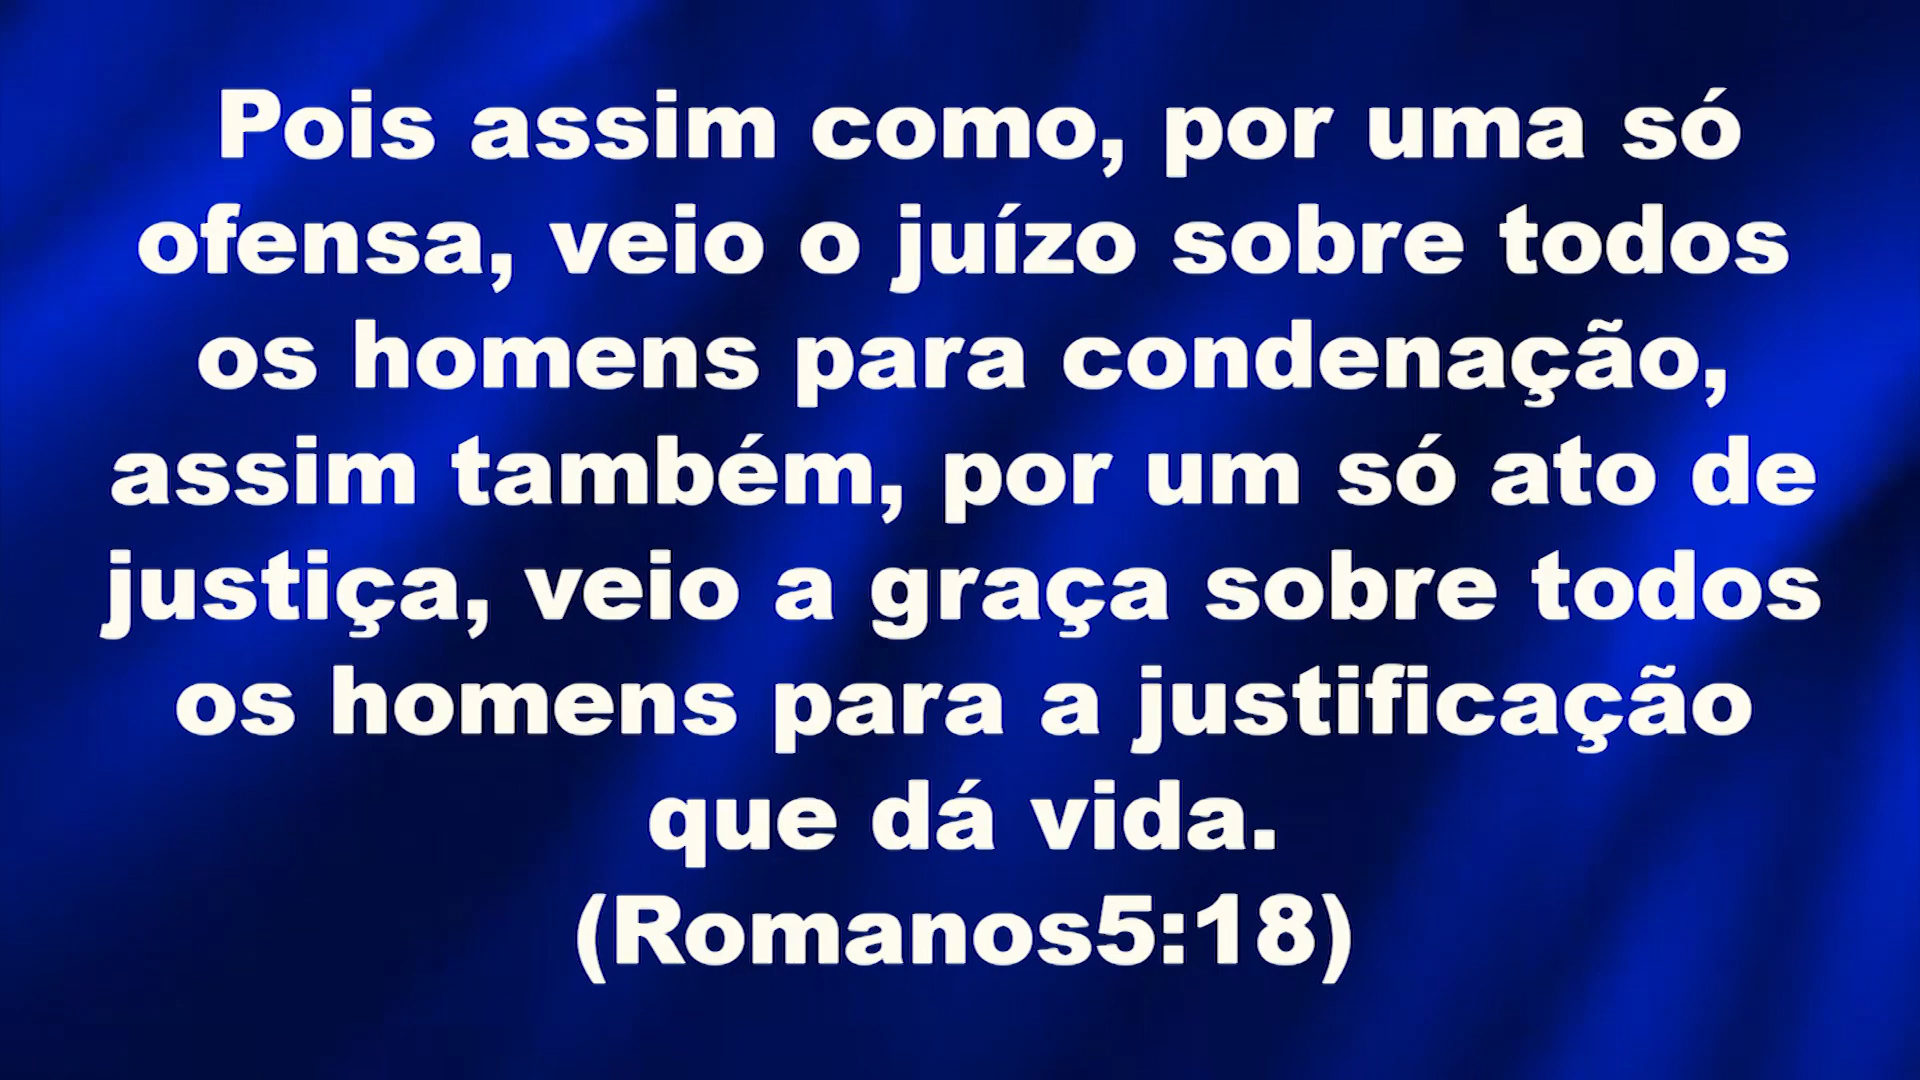 Pois assim como, por uma só
ofensa, veio o juízo sobre todos
os homens para condenação,
assim também, por um só ato de
justiça, veio a graça sobre todos
os homens para a justificação
que dá vida.
(Romanos5:18)